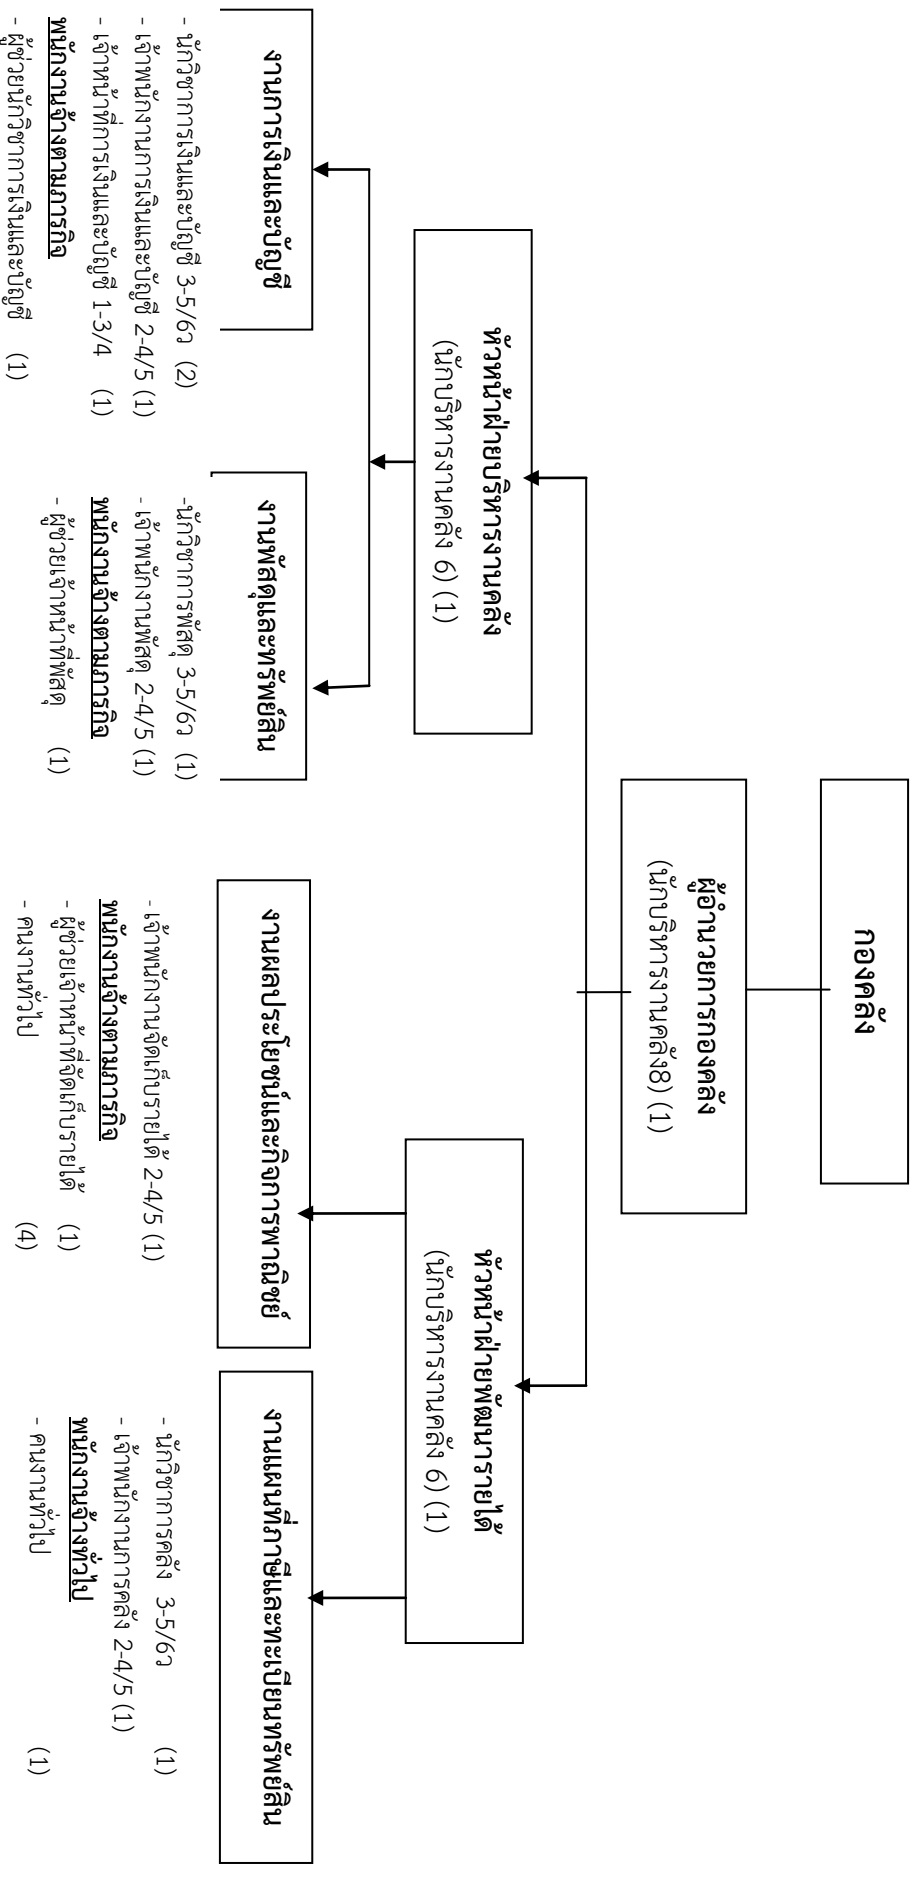 กองคลัง
ผู้อำนวยการกองคลัง
(นักบริหารงานคลัง8) (1)
หัวหน้าฝ่ายบริหารงานคลัง
(นักบริหารงานคลัง 6) (1)
หัวหน้าฝ่ายพัฒนารายได้
(นักบริหารงานคลัง 6) (1)
งานการเงินและบัญชี
- นักวิชาการเงินและบัญชี 3-5/6ว (2)
- เจ้าพนักงานการเงินและบัญชี 2-4/5 (1)
- เจ้าหน้าที่การเงินและบัญชี 1-3/4 (1)
พนักงานจ้างตามภารกิจ
- ผู้ช่วยนักวิชาการเงินและบัญชี (1)
งานพัสดุและทรัพย์สิน
-นักวิชาการพัสดุ 3-5/6ว (1)
- เจ้าพนักงานพัสดุ 2-4/5 (1)
พนักงานจ้างตามภารกิจ
- ผู้ช่วยเจ้าหน้าที่พัสดุ (1)
งานผลประโยชน์และกิจการพาณิชย์
- เจ้าพนักงานจัดเก็บรายได้ 2-4/5 (1)
พนักงานจ้างตามภารกิจ
- ผู้ช่วยเจ้าหน้าที่จัดเก็บรายได้ (1)
- คนงานทั่วไป (4)
งานแผนที่ภาษีและทะเบียนทรัพย์สิน
- นักวิชาการคลัง 3-5/6ว (1)
- เจ้าพนักงานการคลัง 2-4/5 (1)
พนักงานจ้างทั่วไป
- คนงานทั่วไป (1)